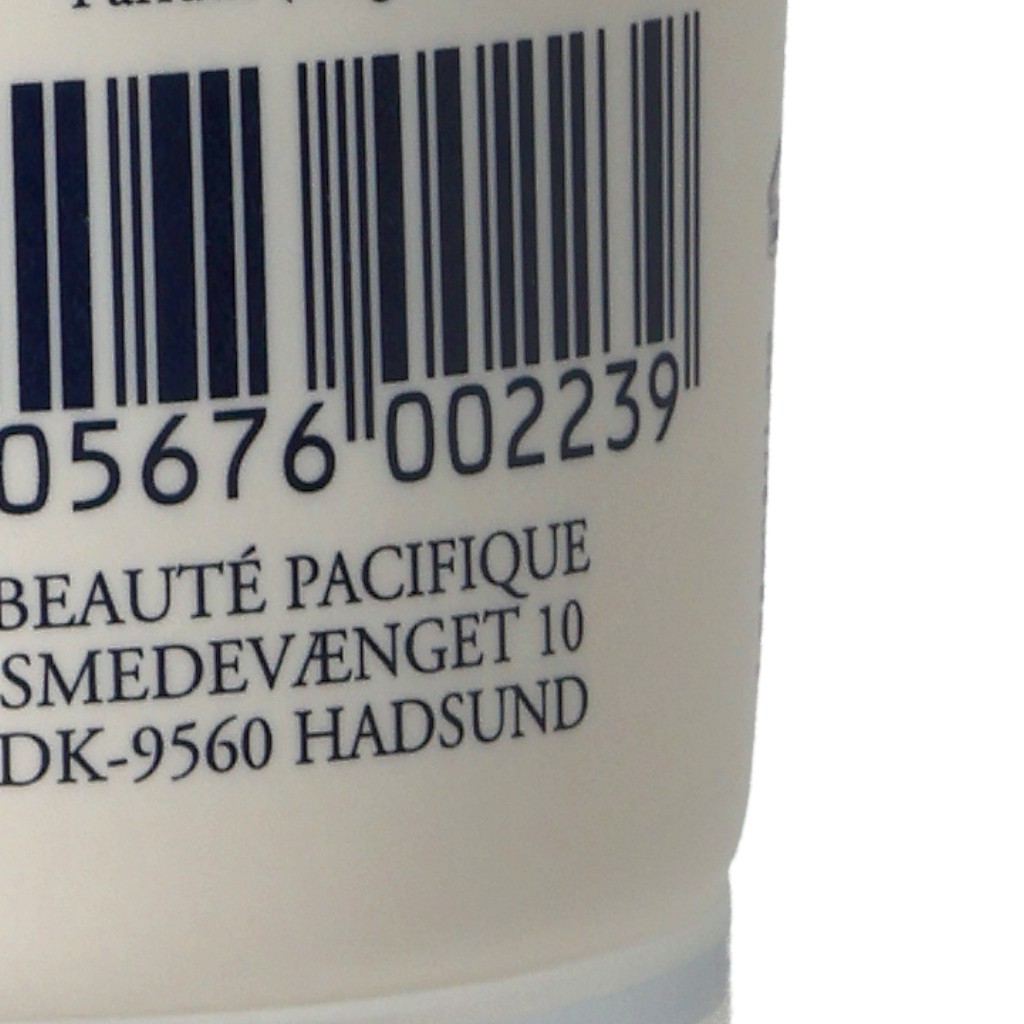 05676 002239
BEAUTÉ PACIFIQUE
SMEDEVÆNGET 10
DK-9560 HADSUND